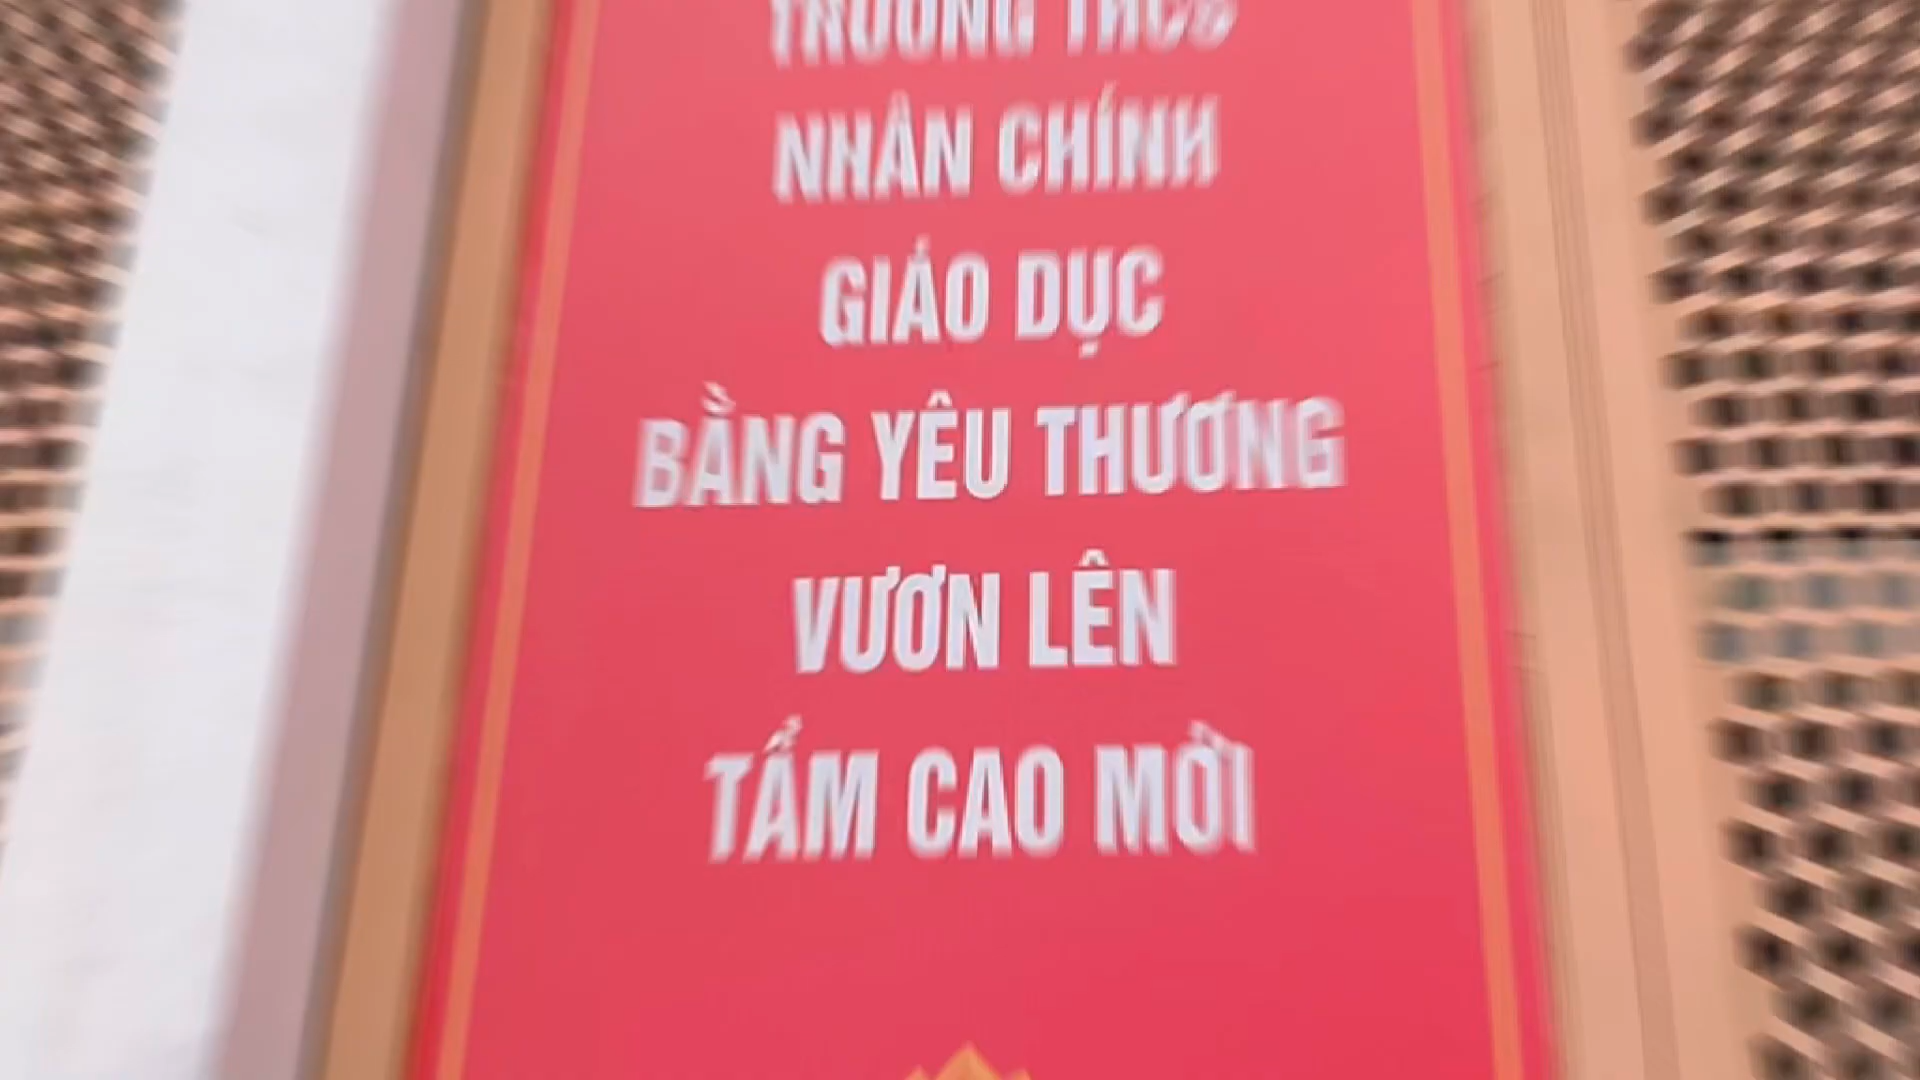 TRƯỜNG THCS
NHÂN CHÍNH
GIÁO DỤC
BẰNG YÊU THƯƠNG
VƯƠN LÊN
TẦM CAO MỚI